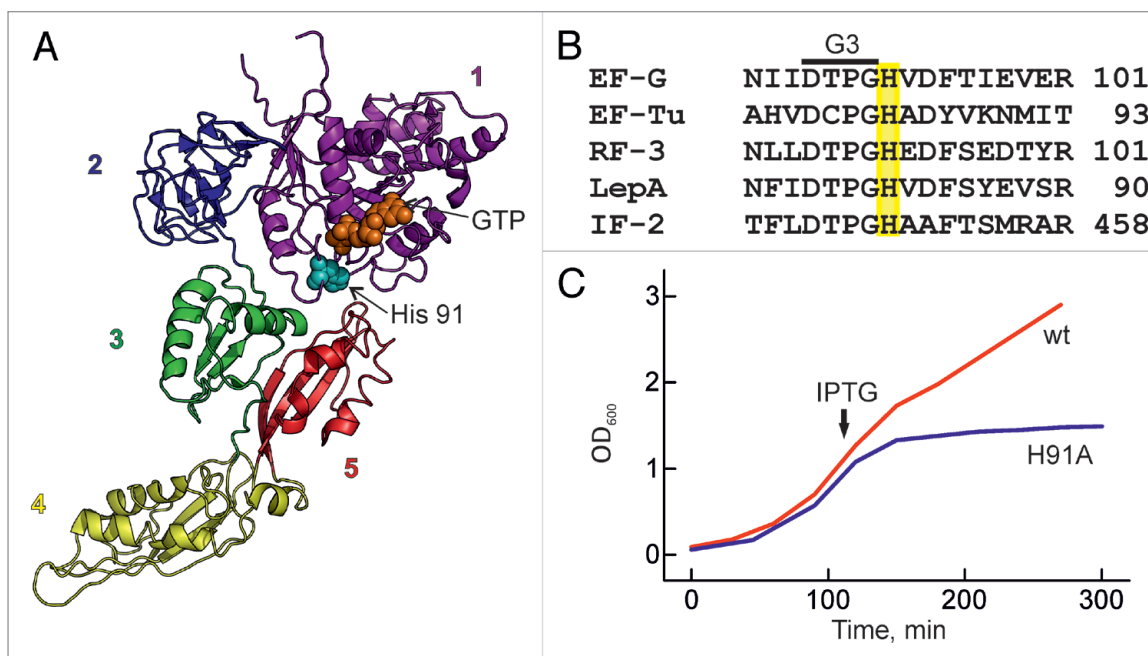 A
1
2
GTP
His 91
3
5
4
B
G3
EF-G NIIDTPGHVDFTIEVER 101
EF-Tu AHVDCPGHADYVKNMIT 93
RF-3 NLLDTPGHEDFSEDTYR 101
LepA NFIDTPGHVDFSYEVSR 90
IF-2 TFLDTPGHAAFTSMRAR 458
C
3
wt
IPTG
2
OD600
H91A
1
0
0 100 200 300
Time, min